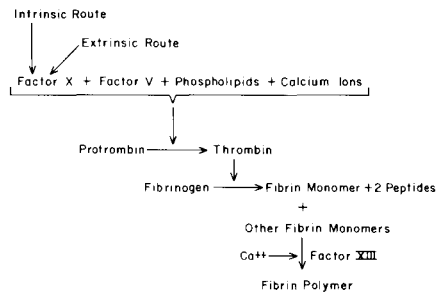 Intrinsic Route
Extrinsic Route
Factor X + Factor V + Phospholipids + Calcium Ions
Protrombin Thrombin
Fibrinogen Fibrin Monomer + 2 Peptides
+
Other Fibrin Monomers
Ca++ Factor XIII
Fibrin Polymer